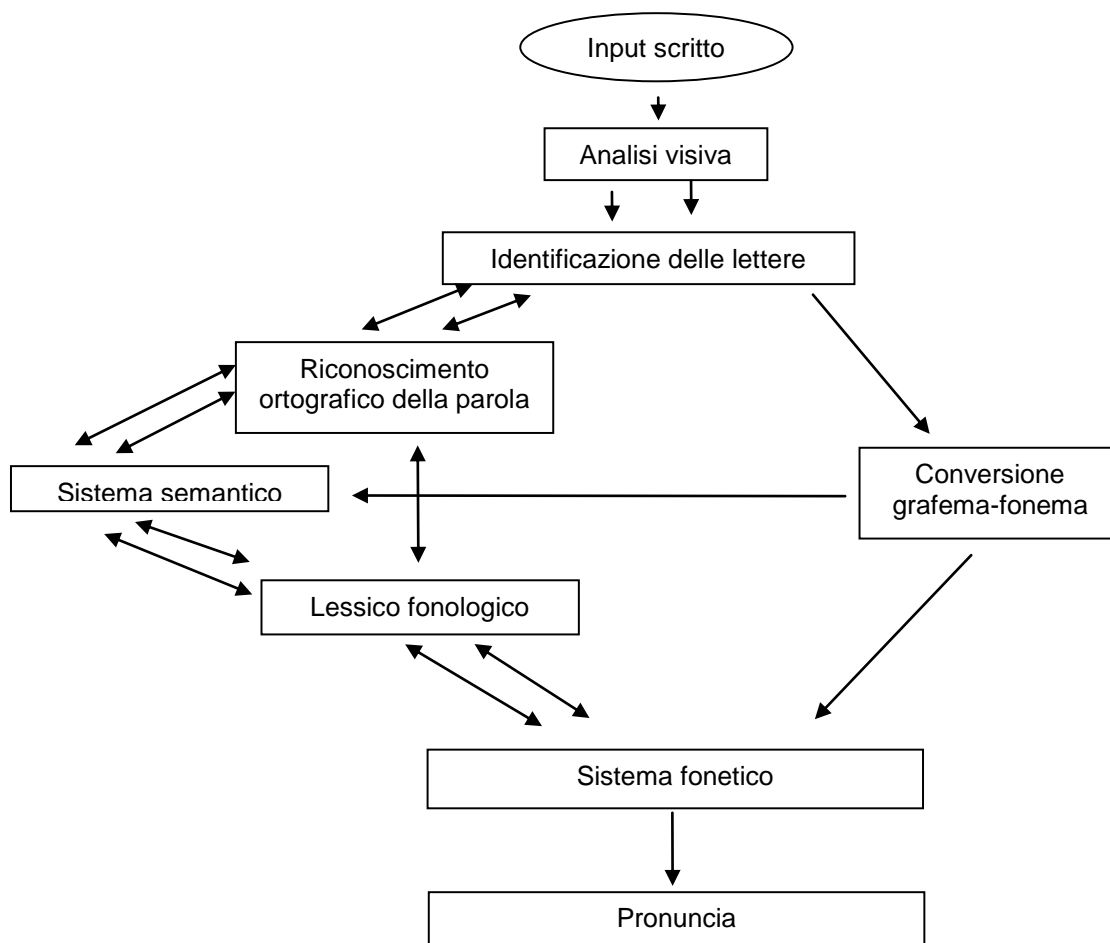 Input scritto
Analisi visiva
Identificazione delle lettere
Riconoscimento
ortografico della parola
Sistema semantico
Conversione
grafema-fonema
Lessico fonologico
Sistema fonetico
Pronuncia